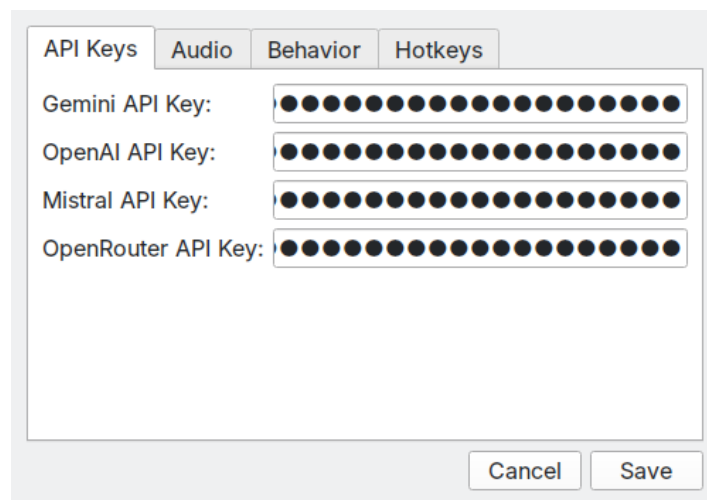 API Keys Audio Behavior Hotkeys
Gemini API Key: ●●●●●●●●●●●●●●●●●●●
OpenAI API Key: ●●●●●●●●●●●●●●●●●●●
Mistral API Key: ●●●●●●●●●●●●●●●●●●●
OpenRouter API Key: ●●●●●●●●●●●●●●●●●●●
Cancel Save